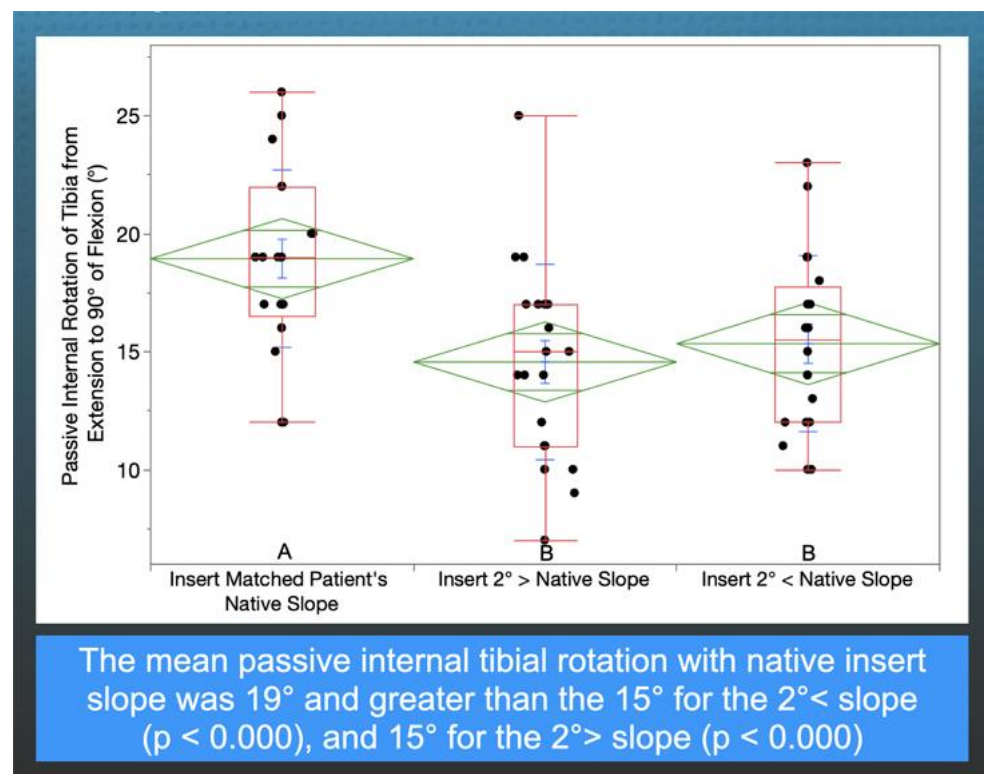 25
20
15
10
Passive Internal Rotation of Tibia from
Extension to 90° of Flexion (°)
A
B
B
Insert Matched Patient's
Native Slope
Insert 2° > Native Slope
Insert 2° < Native Slope
The mean passive internal tibial rotation with native insert
slope was 19° and greater than the 15° for the 2°< slope
(p < 0.000), and 15° for the 2°> slope (p < 0.000)